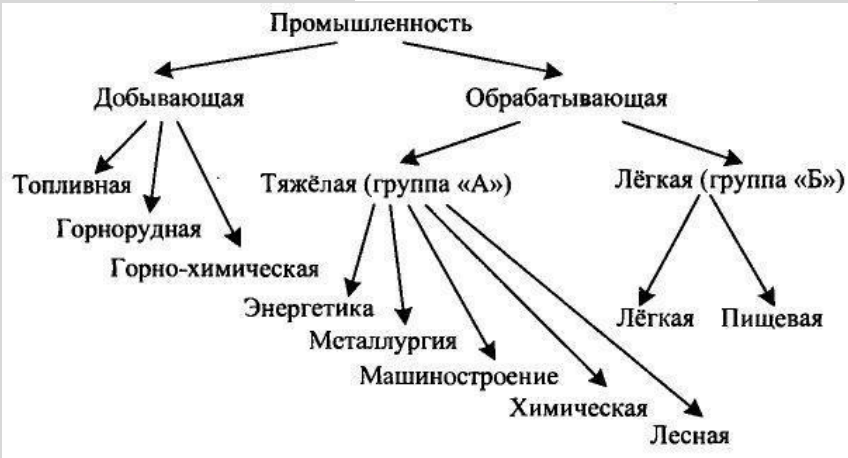 Промышленность
Добывающая
Обрабатывающая
Топливная
Тяжёлая (группа «А»)
Лёгкая (группа «Б»)
Горнорудная
Горно-химическая
Энергетика
Лёгкая
Пищевая
Металлургия
Машиностроение
Химическая
Лесная